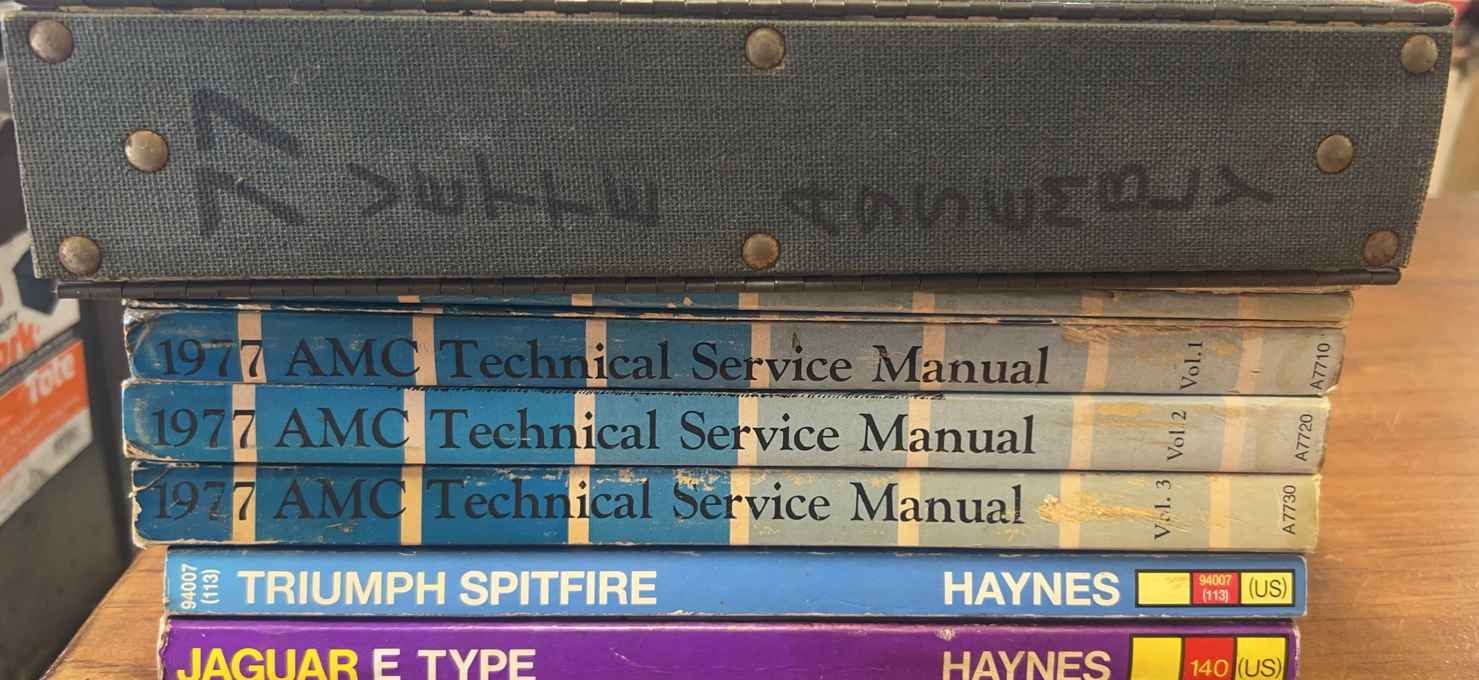 77 VETTE ASSEMBLY
1977 AMC Technical Service Manual Vol.1 A7710
1977 AMC Technical Service Manual Vol.2 A7720
1977 AMC Technical Service Manual Vol. 3 A7730
94007 (113) TRIUMPH SPITFIRE HAYNES 94007 (113) (US)
JAGUAR E TYPE HAYNES 140 (US)
Tote